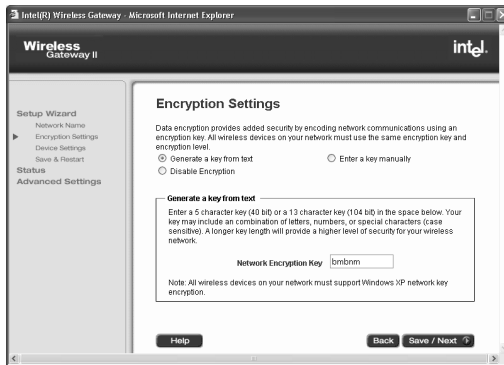 Intel(R) Wireless Gateway - Microsoft Internet Explorer
Wireless
Gateway II
intel.
Setup Wizard
Network Name
Encryption Settings
Device Settings
Save & Restart
Status
Advanced Settings
Encryption Settings
Data encryption provides added security by encoding network communications using an
encryption key. All wireless devices on your network must use the same encryption key and
encryption level.
Generate a key from text
Enter a key manually
Disable Encryption
Generate a key from text
Enter a 5 character key (40 bit) or a 13 character key (104 bit) in the space below. Your
key may include an combination of letters, numbers, or special characters (case
sensitive). A longer key length will provide a higher level of security for your wireless
network.
Network Encryption Key bmbnm
Note: All wireless devices on your network must support Windows XP network key
encryption.
Help
Back
Save / Next